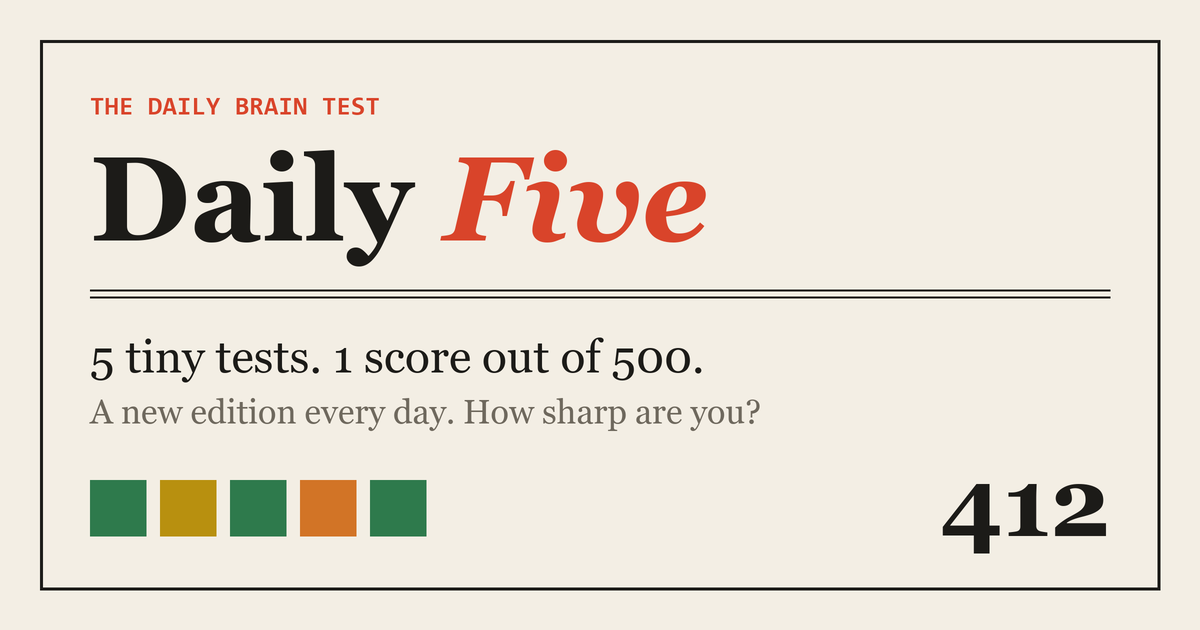 THE DAILY BRAIN TEST
Daily Five
5 tiny tests. 1 score out of 500.
A new edition every day. How sharp are you?
412